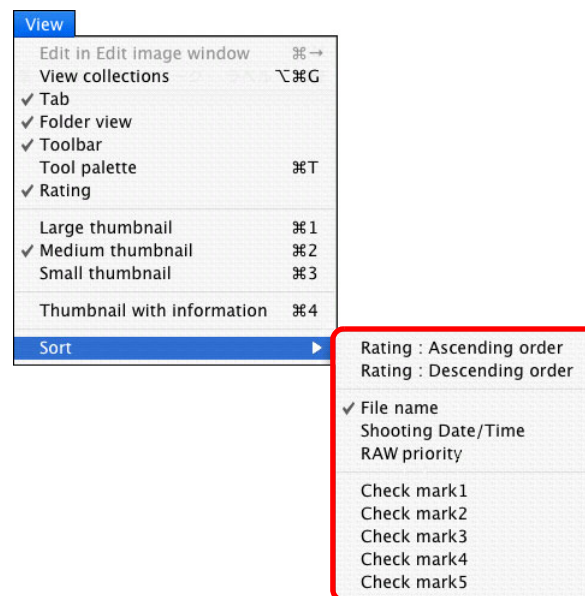 View
Edit in Edit image window ⌘→
View collections ⌥⌘G
✓ Tab
✓ Folder view
✓ Toolbar
Tool palette ⌘T
✓ Rating
Large thumbnail ⌘1
✓ Medium thumbnail ⌘2
Small thumbnail ⌘3
Thumbnail with information ⌘4
Sort ▶
Rating : Ascending order
Rating : Descending order
✓ File name
Shooting Date/Time
RAW priority
Check mark1
Check mark2
Check mark3
Check mark4
Check mark5